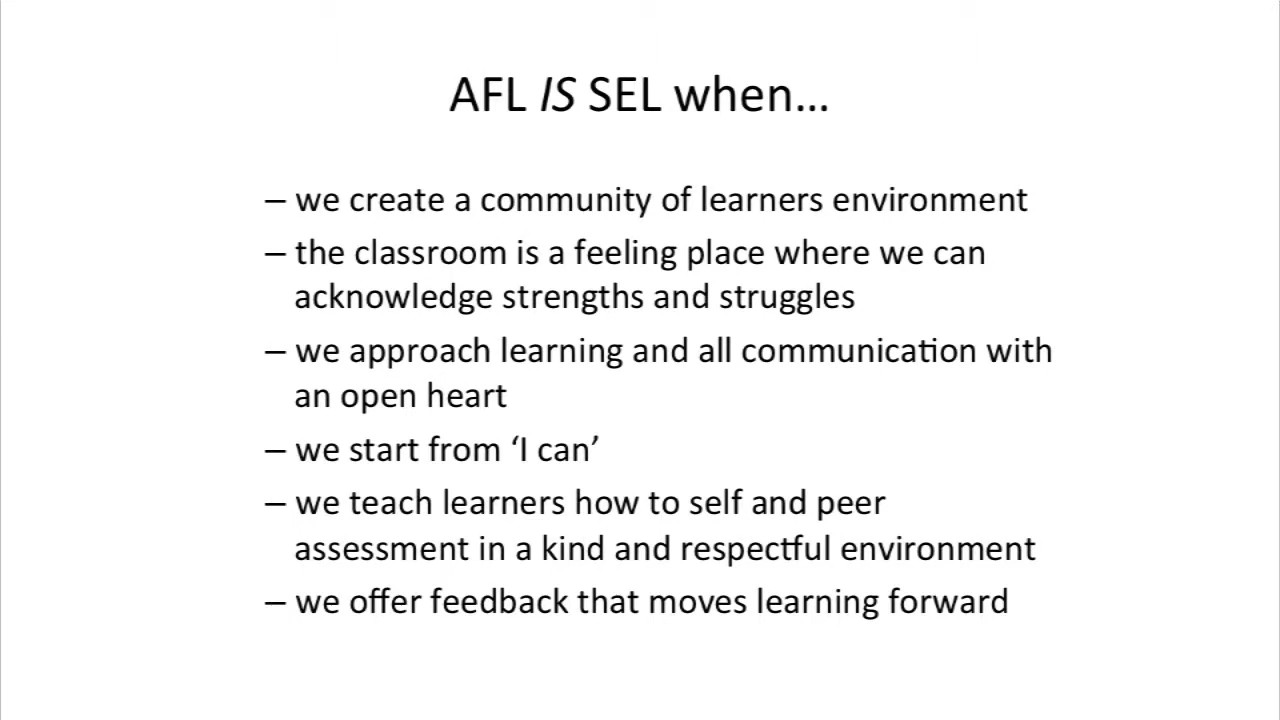 AFL IS SEL when…
– we create a community of learners environment
– the classroom is a feeling place where we can
acknowledge strengths and struggles
– we approach learning and all communication with
an open heart
– we start from ‘I can’
– we teach learners how to self and peer
assessment in a kind and respectful environment
– we offer feedback that moves learning forward